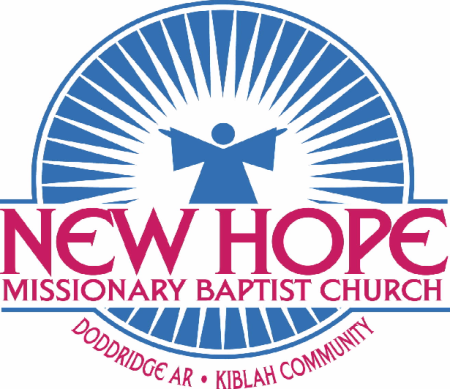 NEW HOPE
MISSIONARY BAPTIST CHURCH
DODDRIDGE AR • KIBLAH COMMUNITY